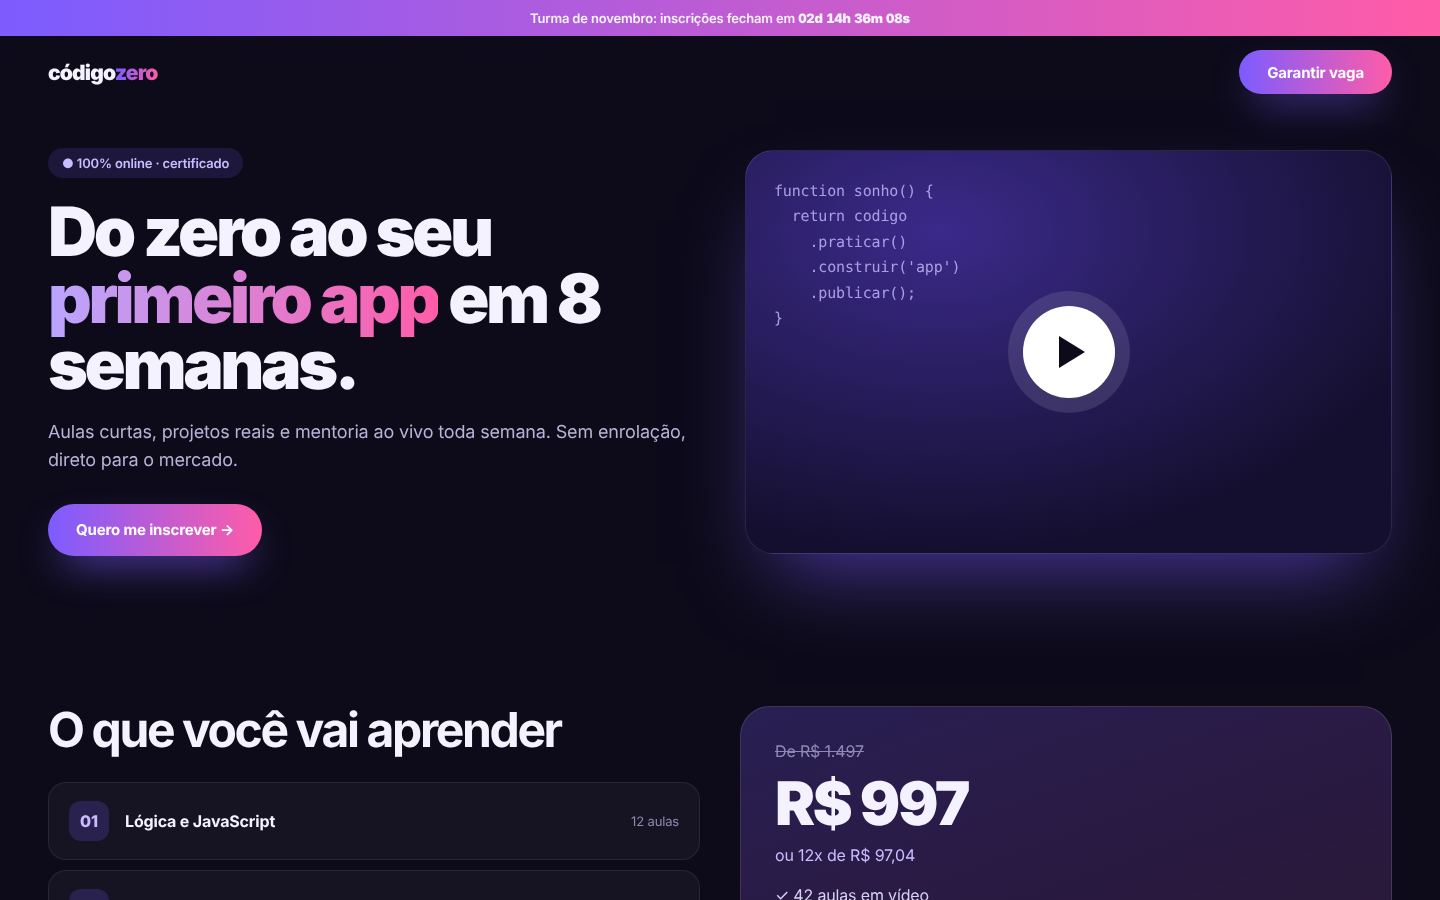 Turma de novembro: inscrições fecham em 02d 14h 36m 08s
códigozero
Garantir vaga
100% online · certificado
Do zero ao seu
primeiro app em 8
semanas.
Aulas curtas, projetos reais e mentoria ao vivo toda semana. Sem enrolação,
direto para o mercado.
Quero me inscrever →
function sonho() {
  return codigo
    .praticar()
    .construir('app')
    .publicar();
}
O que você vai aprender
01 Lógica e JavaScript 12 aulas
De R$ 1.497
R$ 997
ou 12x de R$ 97,04
✓ 42 aulas em vídeo